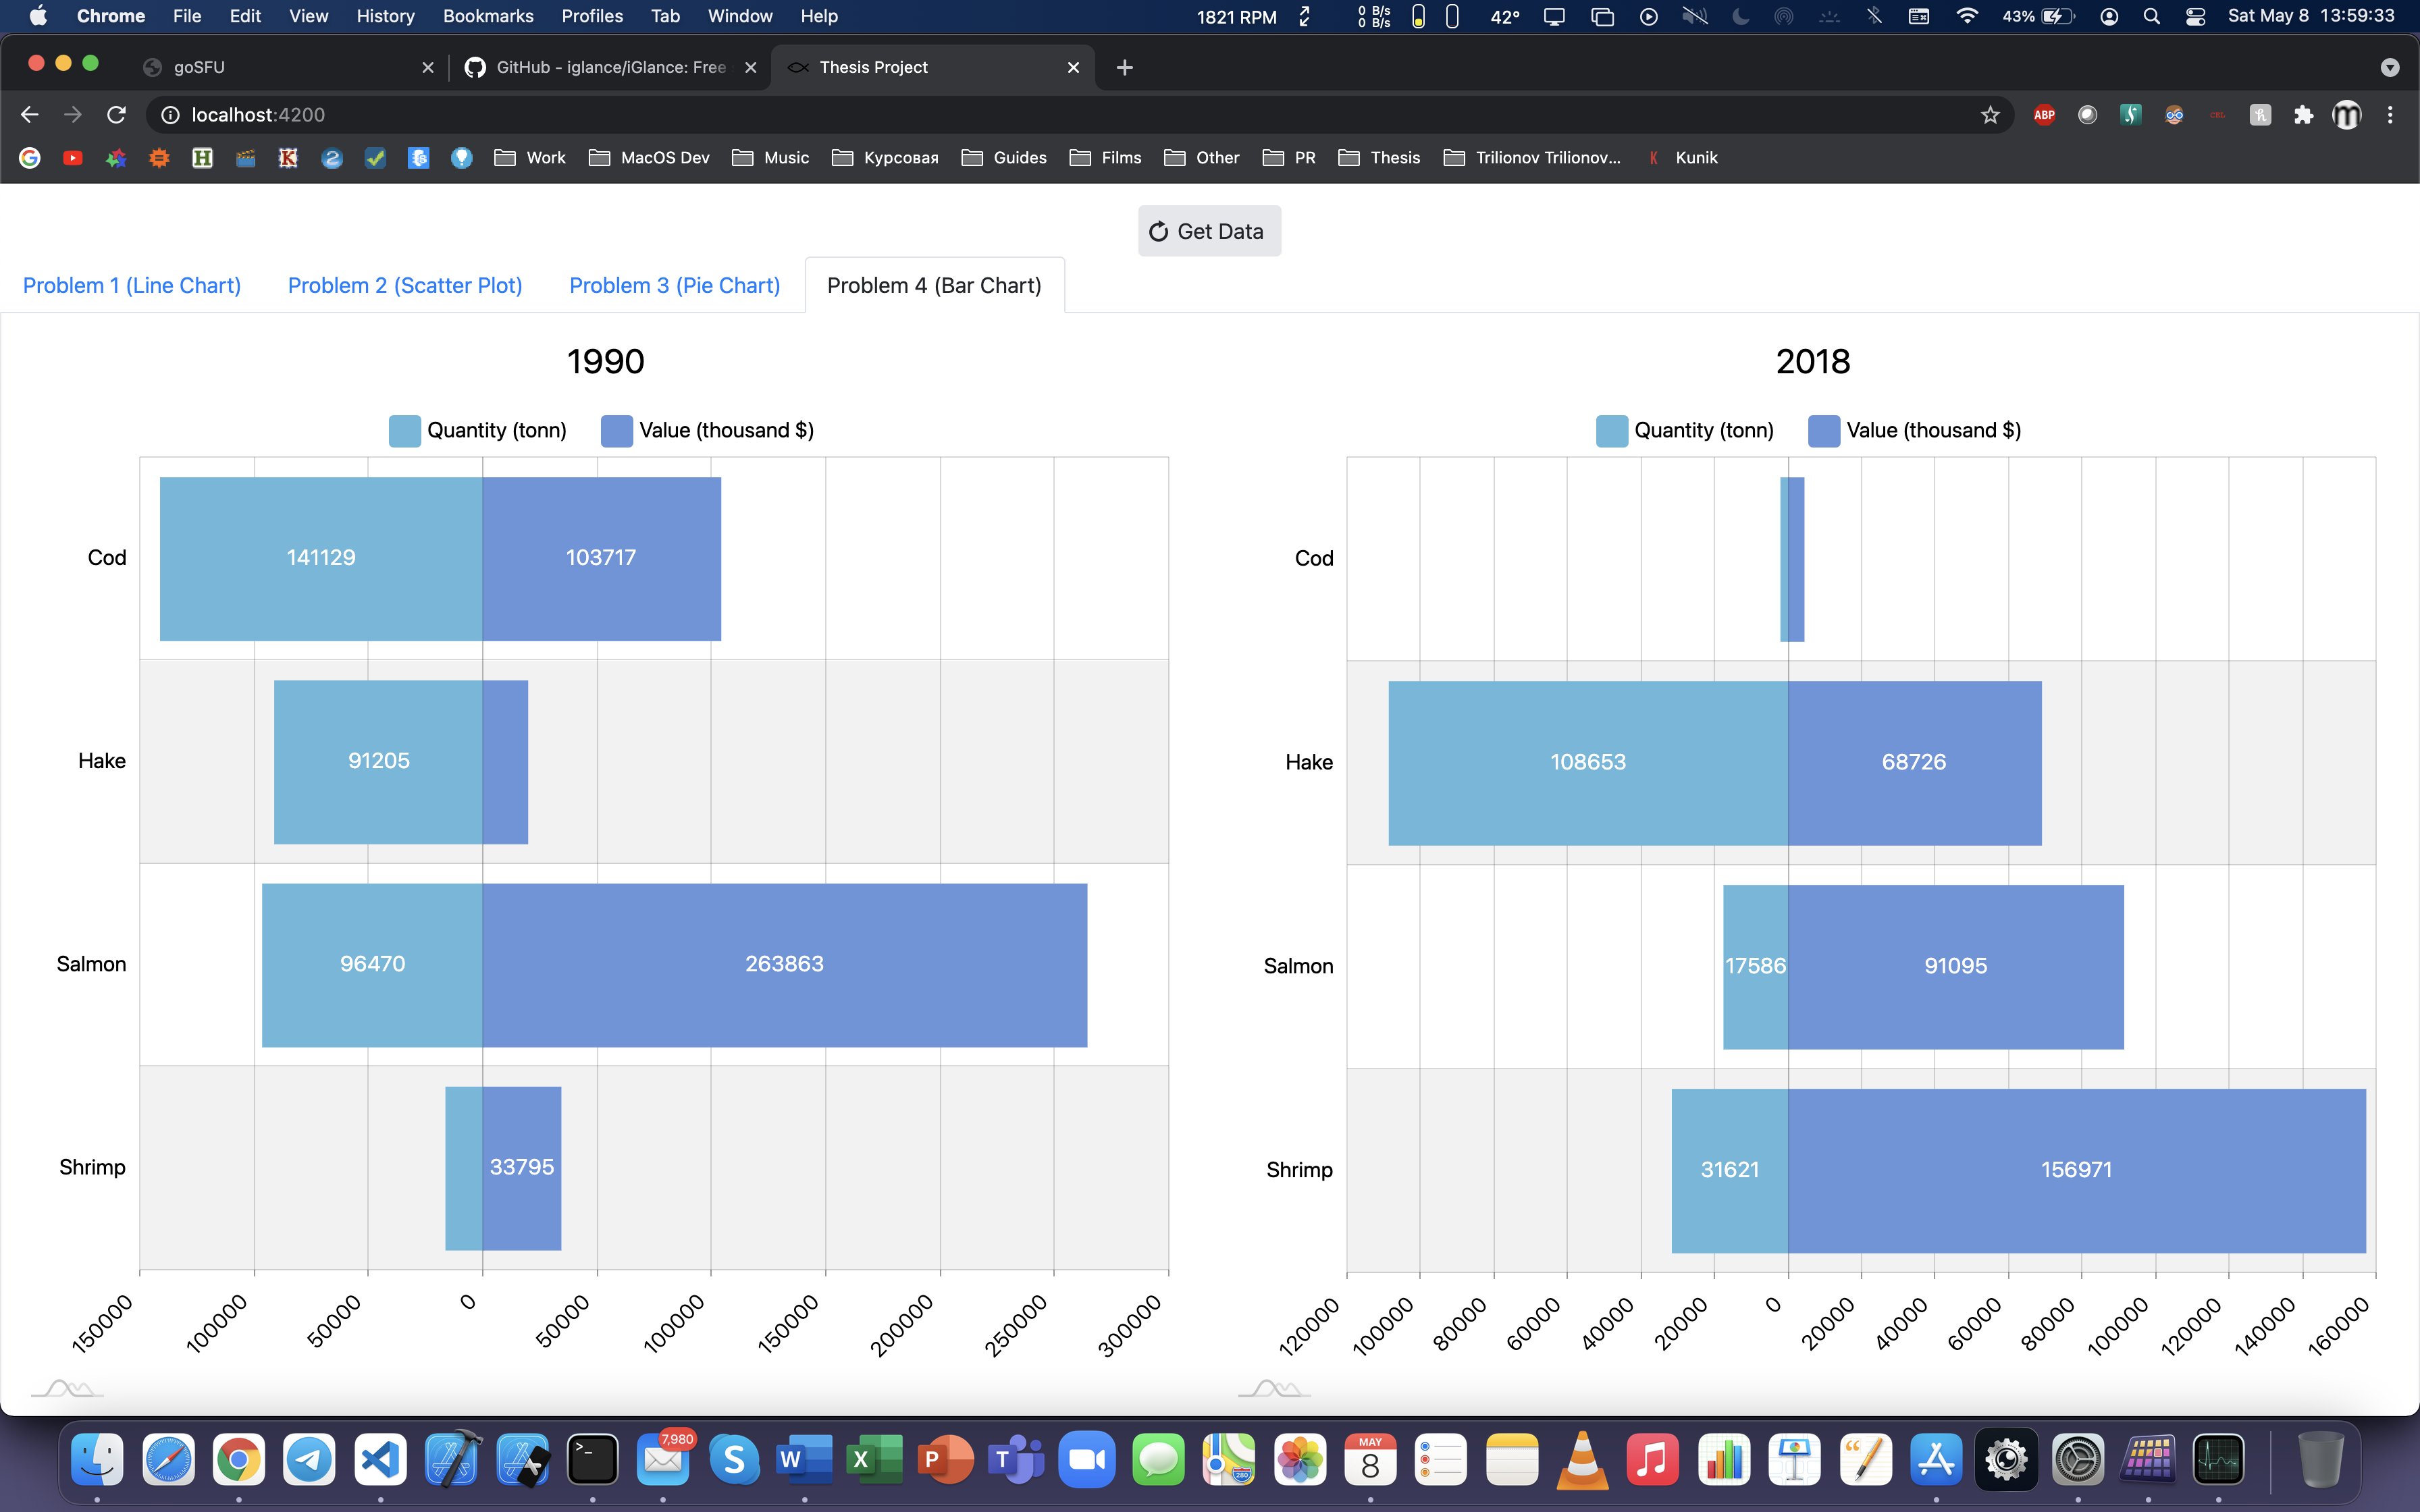 Chrome File Edit View History Bookmarks Profiles Tab Window Help 1821 RPM 0 B/s 0 B/s 42° 43% Sat May 8 13:59:33
goSFU GitHub - iglance/iGlance: Free Thesis Project
localhost:4200 ABP
Work MacOS Dev Music Курсовая Guides Films Other PR Thesis Trilionov Trilionov... K Kunik
Get Data
Problem 1 (Line Chart) Problem 2 (Scatter Plot) Problem 3 (Pie Chart) Problem 4 (Bar Chart)
1990
Quantity (tonn) Value (thousand $)
Cod 141129 103717
Hake 91205
Salmon 96470 263863
Shrimp 33795
150000 100000 50000 0 50000 100000 150000 200000 250000 300000
2018
Quantity (tonn) Value (thousand $)
Cod
Hake 108653 68726
Salmon 17586 91095
Shrimp 31621 156971
120000 100000 80000 60000 40000 20000 0 20000 40000 60000 80000 100000 120000 140000 160000
7,980 S W X P T 280 MAY 8